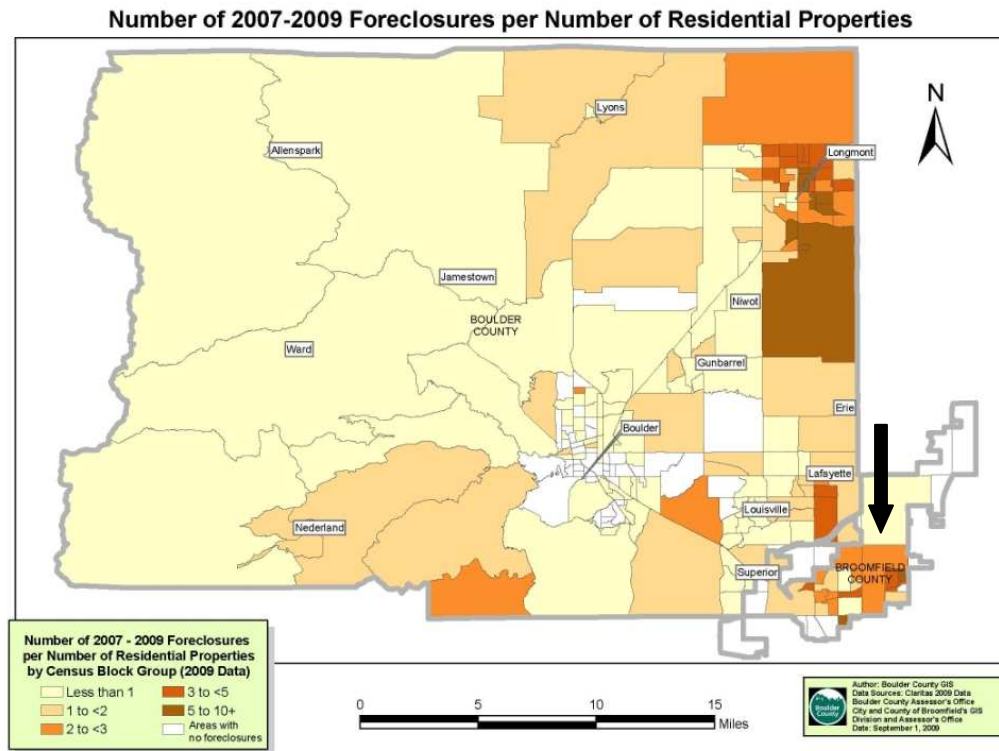 Number of 2007-2009 Foreclosures per Number of Residential Properties
N
Lyons
Allenspark
Longmont
Jamestown
Niwot
BOULDER
COUNTY
Ward
Gunbarrel
Erie
Boulder
Lafayette
Louisville
Nederland
Superior
BROOMFIELD
COUNTY
Number of 2007 - 2009 Foreclosures
per Number of Residential Properties
by Census Block Group (2009 Data)
Less than 1
1 to <2
2 to <3
3 to <5
5 to 10+
Areas with
no foreclosures
0 5 10 15
Miles
Boulder
County
Author: Boulder County GIS
Data Sources: Claritas 2009 Data
Boulder County Assessor's Office
City and County of Broomfield's GIS
Division and Assessor's Office
Date: September 1, 2009